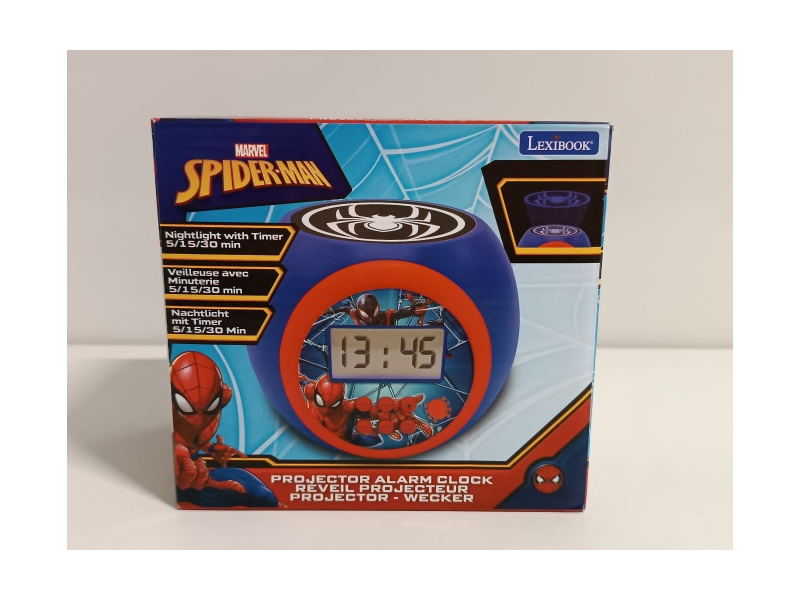 MARVEL
SPIDER-MAN
LEXIBOOK®
Nightlight with Timer
5/15/30 min
Veilleuse avec
Minuterie
5/15/30 min
Nachtlicht
mit Timer
5/15/30 Min
13:45
PROJECTOR ALARM CLOCK
RÉVEIL PROJECTEUR
PROJECTOR - WECKER